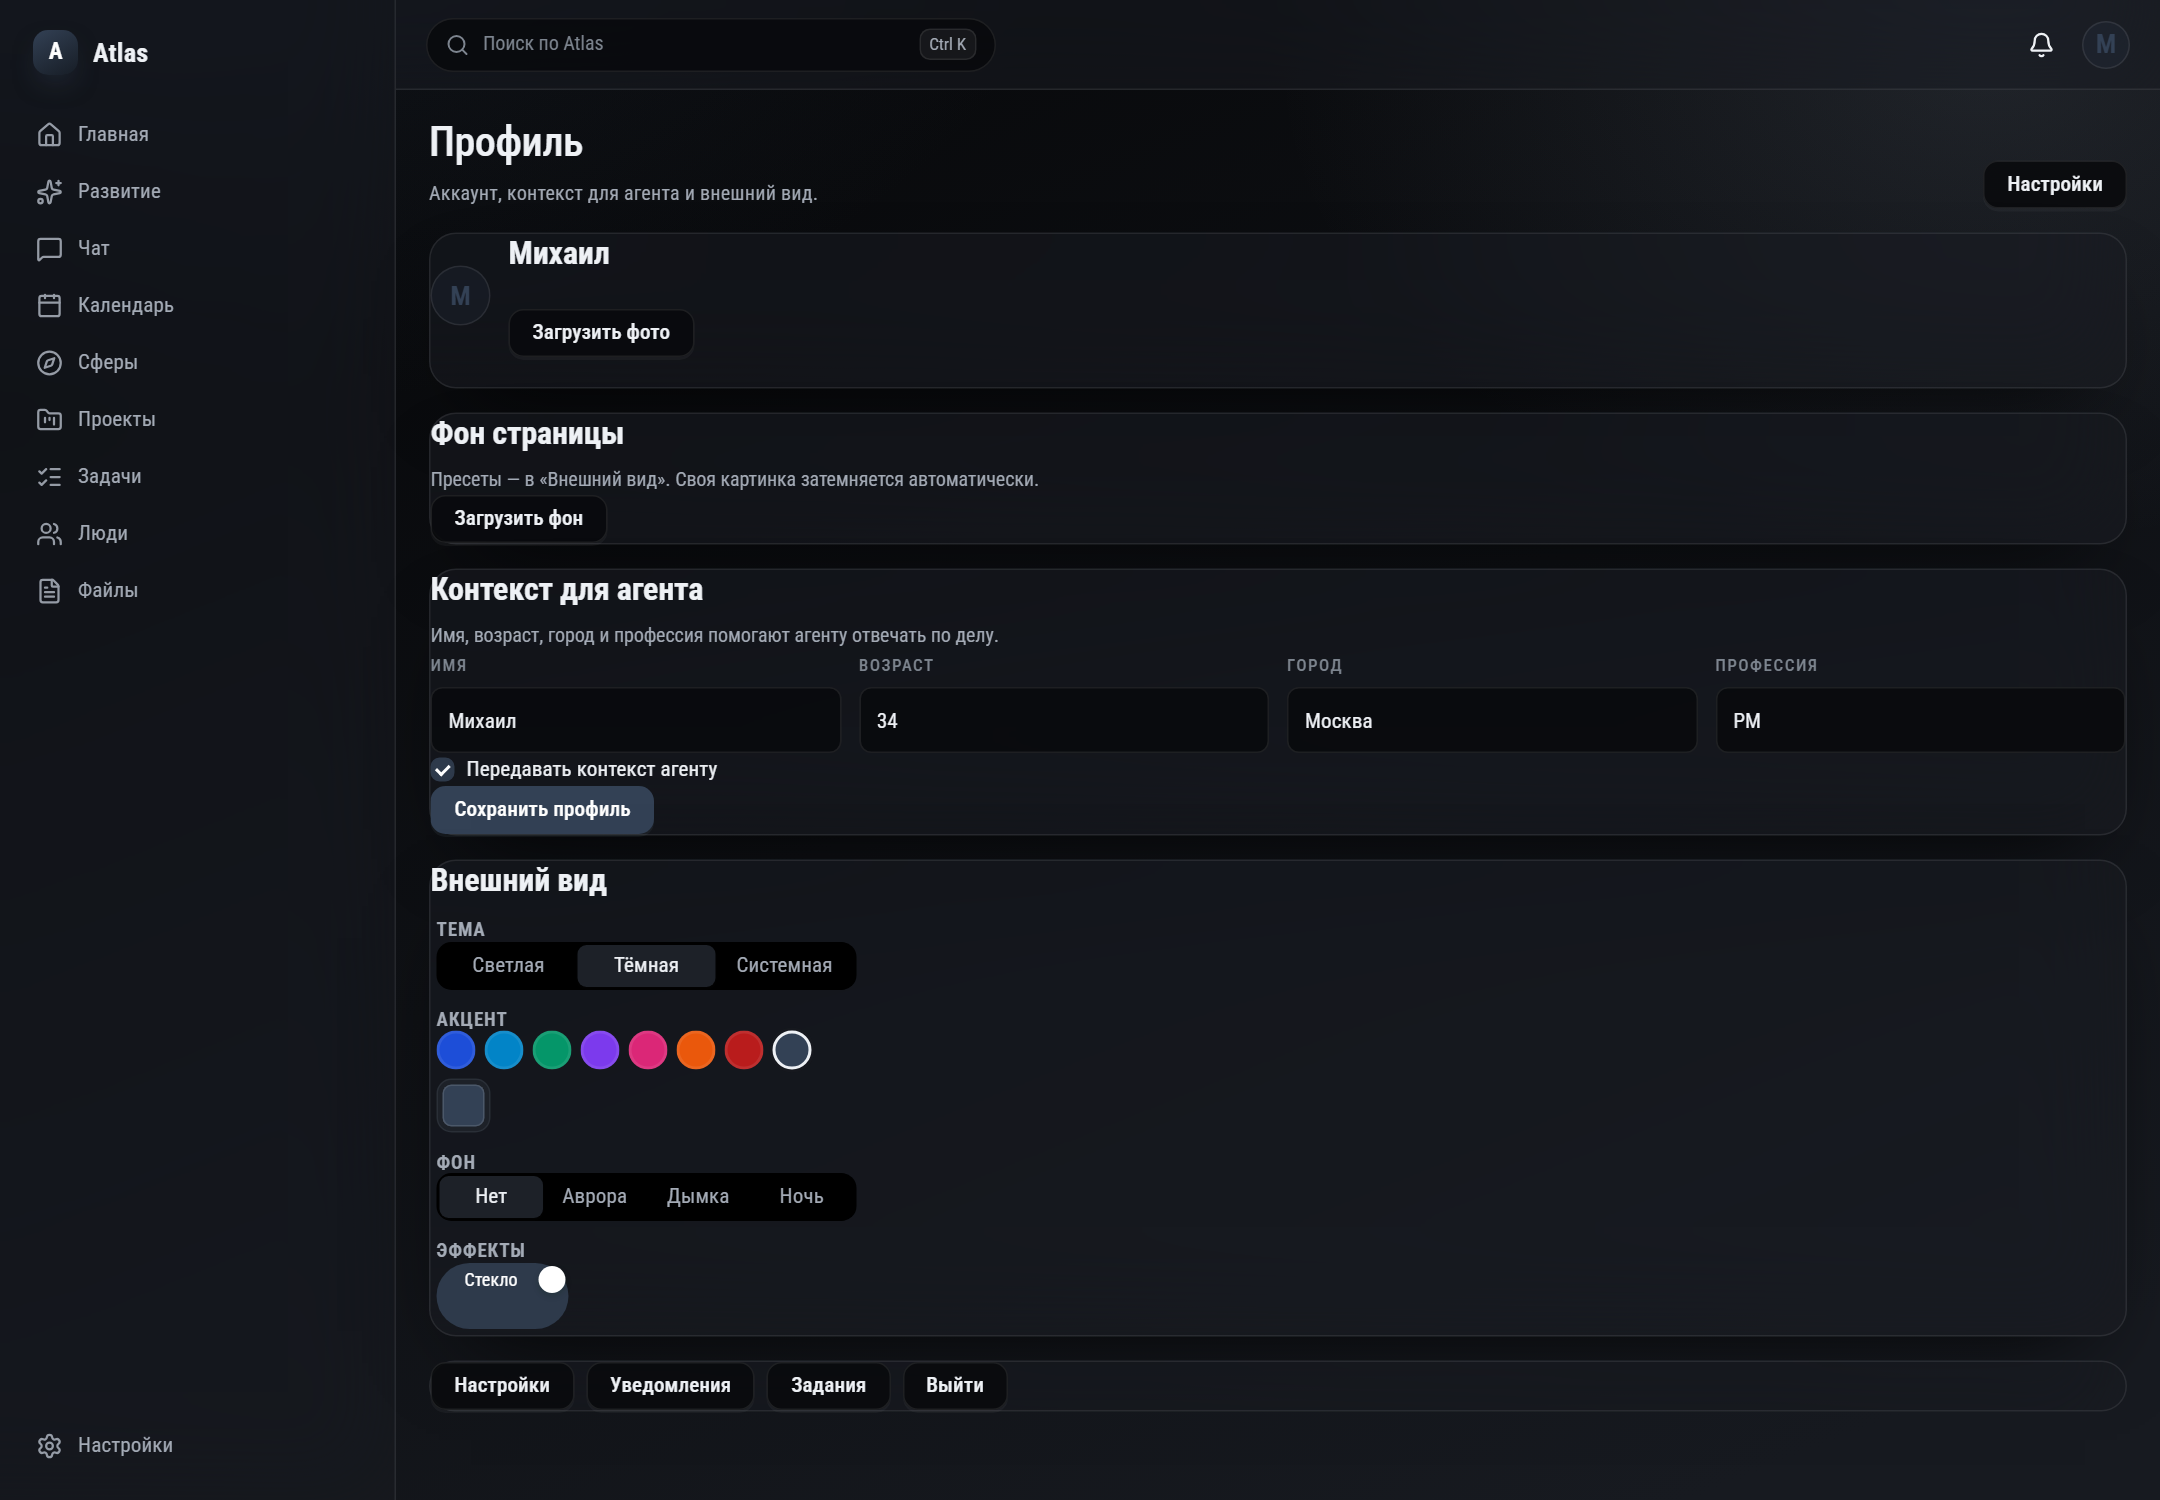 A Atlas
Поиск по Atlas Ctrl K
M
Главная
Развитие
Чат
Календарь
Сферы
Проекты
Задачи
Люди
Файлы
Настройки
Профиль
Аккаунт, контекст для агента и внешний вид.
Настройки
М
Михаил
Загрузить фото
Фон страницы
Пресеты — в «Внешний вид». Своя картинка затемняется автоматически.
Загрузить фон
Контекст для агента
Имя, возраст, город и профессия помогают агенту отвечать по делу.
ИМЯ ВОЗРАСТ ГОРОД ПРОФЕССИЯ
Михаил 34 Москва PM
Передавать контекст агенту
Сохранить профиль
Внешний вид
ТЕМА
Светлая Тёмная Системная
АКЦЕНТ
ФОН
Нет Аврора Дымка Ночь
ЭФФЕКТЫ
Стекло
Настройки Уведомления Задания Выйти